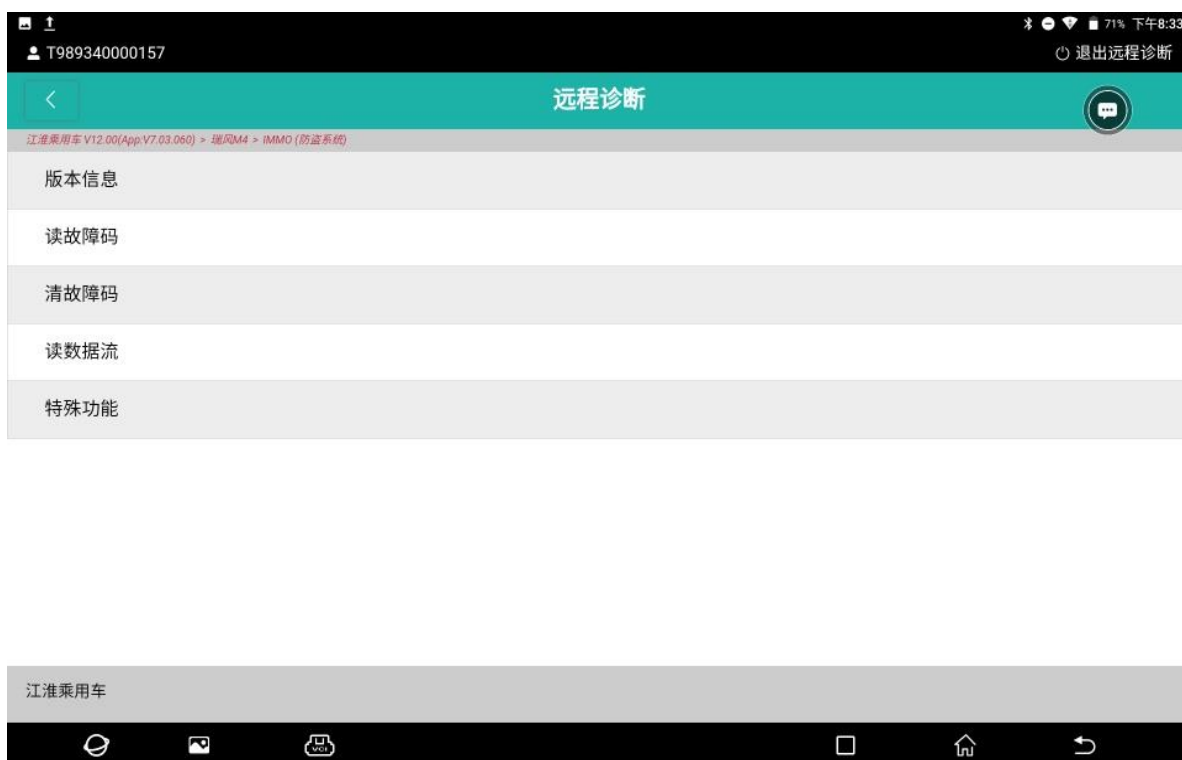 71% 下午8:33
T989340000157
退出远程诊断
远程诊断
江淮乘用车 V12.00(App:V7.03.060) > 瑞风M4 > IMMO (防盗系统)
版本信息
读故障码
清故障码
读数据流
特殊功能
江淮乘用车
VCI